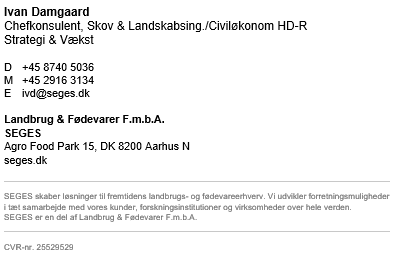 Ivan Damgaard
Chefkonsulent, Skov & Landskabsing./Civiløkonom HD-R
Strategi & Vækst
D +45 8740 5036
M +45 2916 3134
E ivd@seges.dk
Landbrug & Fødevarer F.m.b.A.
SEGES
Agro Food Park 15, DK 8200 Aarhus N
seges.dk
SEGES skaber løsninger til fremtidens landbrugs- og fødevareerhverv. Vi udvikler forretningsmuligheder
i tæt samarbejde med vores kunder, forskningsinstitutioner og virksomheder over hele verden.
SEGES er en del af Landbrug & Fødevarer F.m.b.A.
CVR-nr. 25529529